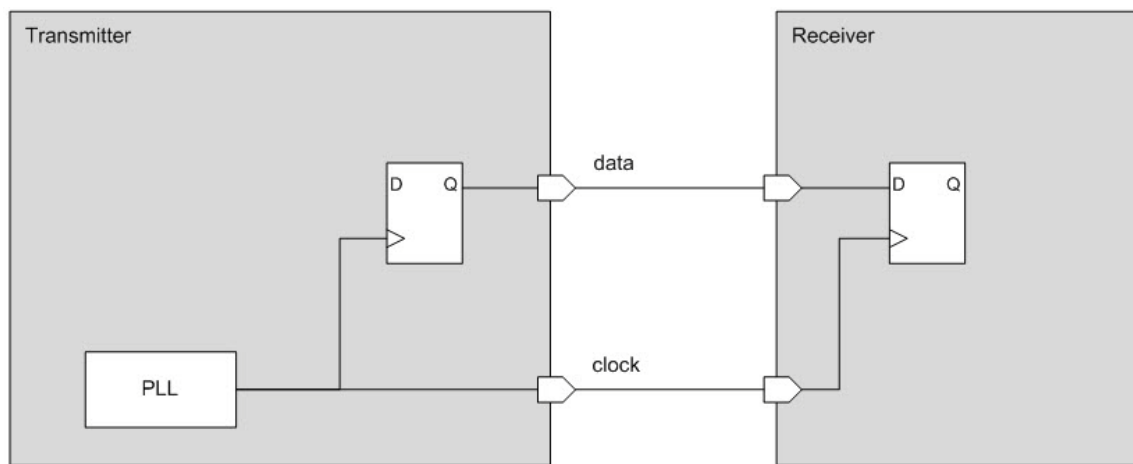 Transmitter
Receiver
data
D Q
D Q
clock
PLL